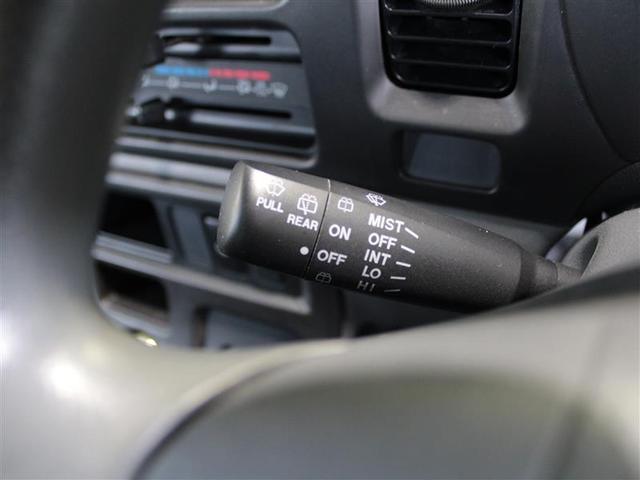 PULL
REAR
ON
OFF
MIST
OFF
INT
LO
HI